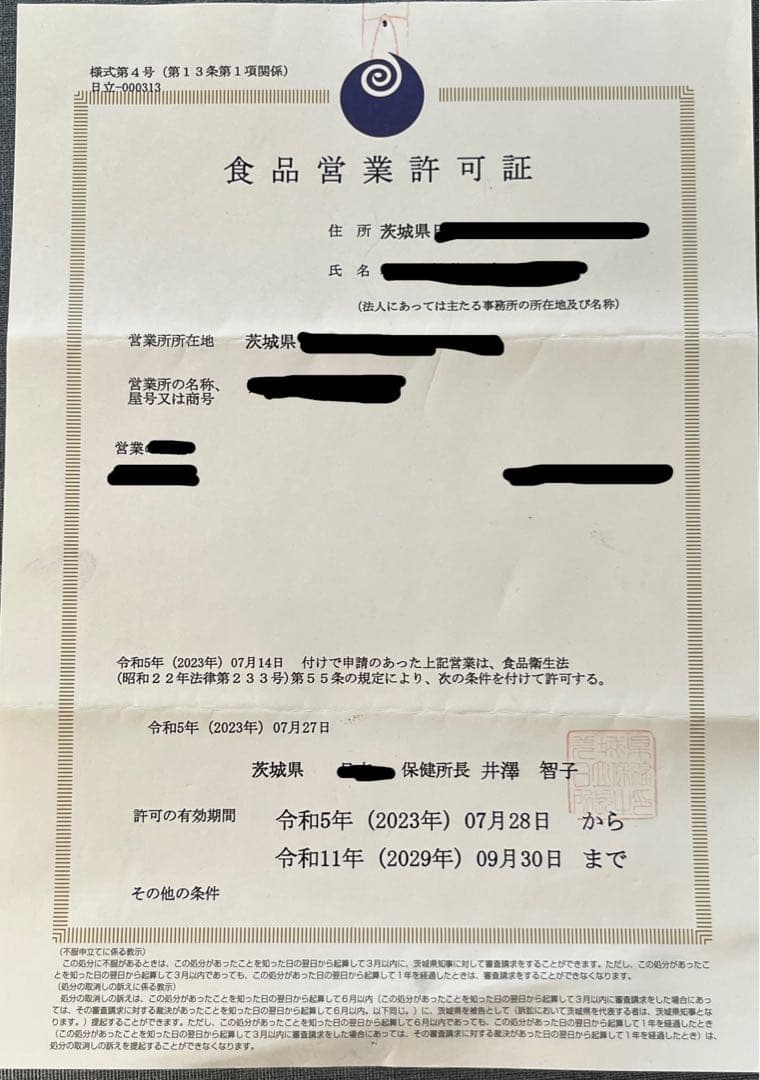 様式第4号（第13条第1項関係）
日立-000313
食品営業許可証
住　所 茨城県
氏　名
（法人にあっては主たる事務所の所在地及び名称）
営業所所在地　茨城県
営業所の名称、
屋号又は商号
営業
令和5年（2023年）07月14日　付けで申請のあった上記営業は、食品衛生法
(昭和２２年法律第２３３号)第５５条の規定により、次の条件を付けて許可する。
令和5年（2023年）07月27日
茨城県　保健所長 井澤　智子
許可の有効期間　令和5年（2023年）07月28日　から
令和11年（2029年）09月30日　まで
その他の条件
（不服申立てに係る教示）
この処分に不服があるときは、この処分があったことを知った日の翌日から起算して３月以内に、茨城県知事に対して審査請求をすることができます。ただし、この処分があったこ
とを知った日の翌日から起算して３月以内であっても、この処分があった日の翌日から起算して１年を経過したときは、審査請求をすることができなくなります。
（処分の取消しの訴えに係る教示）
処分の取消しの訴えは、この処分があったことを知った日の翌日から起算して６月以内（この処分があったことを知った日の翌日から起算して３月以内に審査請求をした場合にあっ
ては、その審査請求に対する裁決があったことを知った日の翌日から起算して６月以内。以下同じ。）に、茨城県を被告として（訴訟において茨城県を代表する者は、茨城県知事とな
ります。）提起することができます。ただし、この処分があったことを知った日の翌日から起算して６月以内であっても、この処分があった日の翌日から起算して１年を経過したとき
（この処分があったことを知った日の翌日から起算して３月以内に審査請求をした場合にあっては、その審査請求に対する裁決があった日の翌日から起算して１年を経過したとき）は、
処分の取消しの訴えを提起することができなくなります。